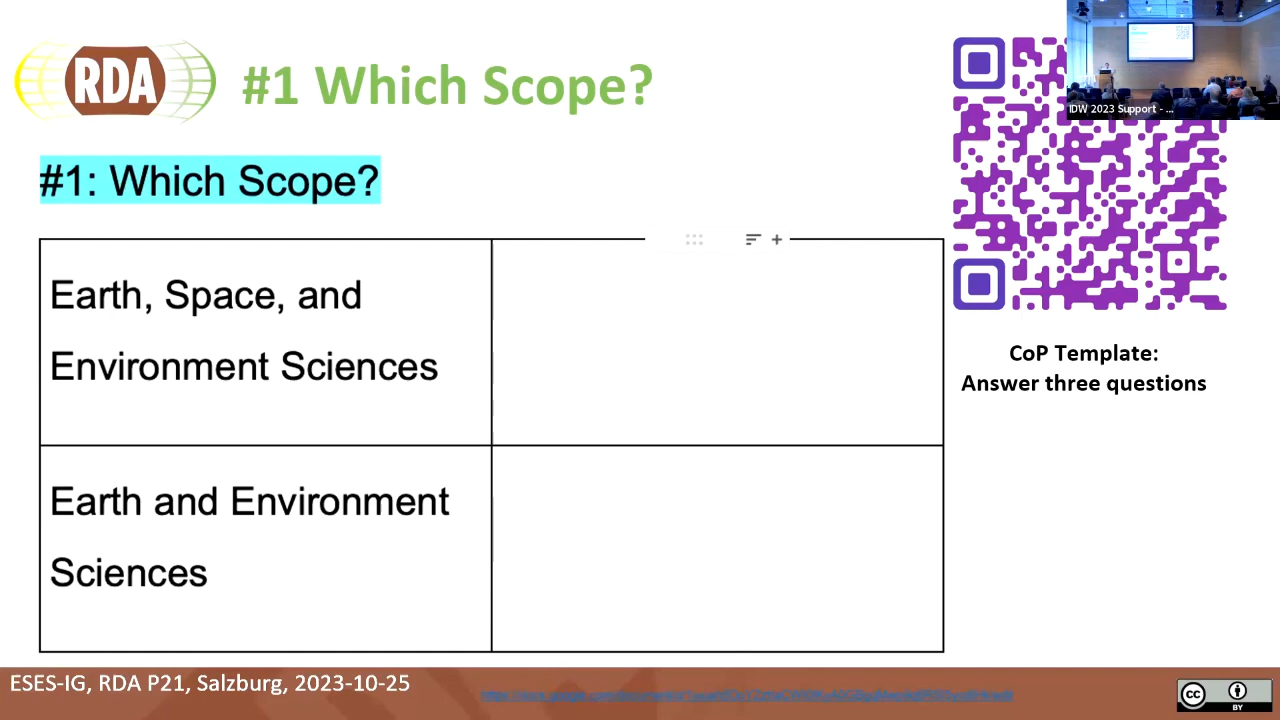 RDA
#1 Which Scope?
IDW 2023 Support - ...
#1: Which Scope?
Earth, Space, and
Environment Sciences
Earth and Environment
Sciences
CoP Template:
Answer three questions
ESES-IG, RDA P21, Salzburg, 2023-10-25
cc
BY